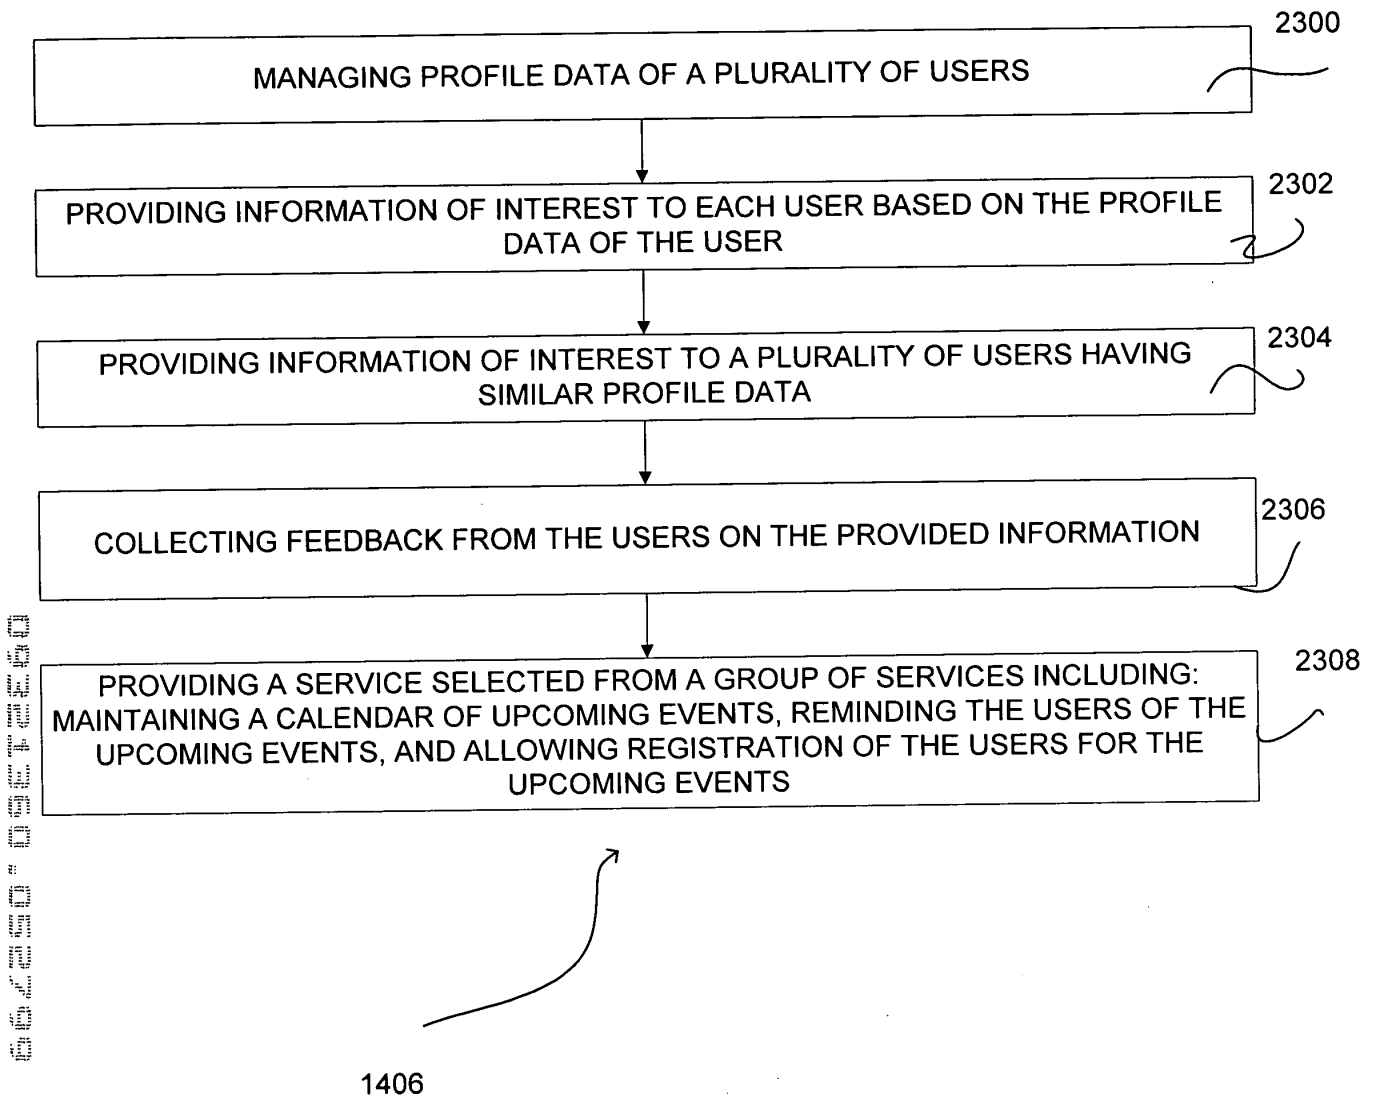 2300
MANAGING PROFILE DATA OF A PLURALITY OF USERS
2302
PROVIDING INFORMATION OF INTEREST TO EACH USER BASED ON THE PROFILE
DATA OF THE USER
2304
PROVIDING INFORMATION OF INTEREST TO A PLURALITY OF USERS HAVING
SIMILAR PROFILE DATA
2306
COLLECTING FEEDBACK FROM THE USERS ON THE PROVIDED INFORMATION
2308
PROVIDING A SERVICE SELECTED FROM A GROUP OF SERVICES INCLUDING:
MAINTAINING A CALENDAR OF UPCOMING EVENTS, REMINDING THE USERS OF THE
UPCOMING EVENTS, AND ALLOWING REGISTRATION OF THE USERS FOR THE
UPCOMING EVENTS
1406